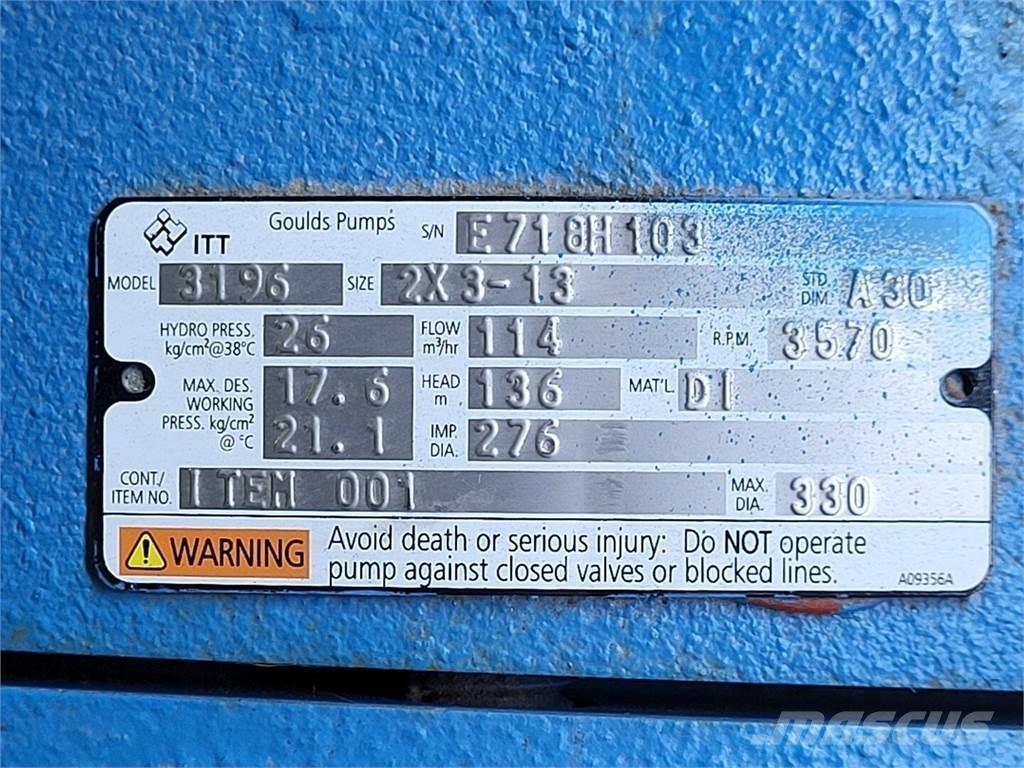 ITT Goulds Pumps S/N E718H103
MODEL 3196 SIZE 2X3-13 STD. DIM. A30
HYDRO PRESS. kg/cm²@38°C 26 FLOW m³/hr 114 R.P.M. 3570
MAX. DES. WORKING PRESS. kg/cm² @ °C 17.6 21.1 HEAD m 136 MAT'L. DI
IMP. DIA. 276
CONT./ ITEM NO. ITEM 001 MAX. DIA. 330
WARNING Avoid death or serious injury: Do NOT operate
pump against closed valves or blocked lines. A09356A
mascus